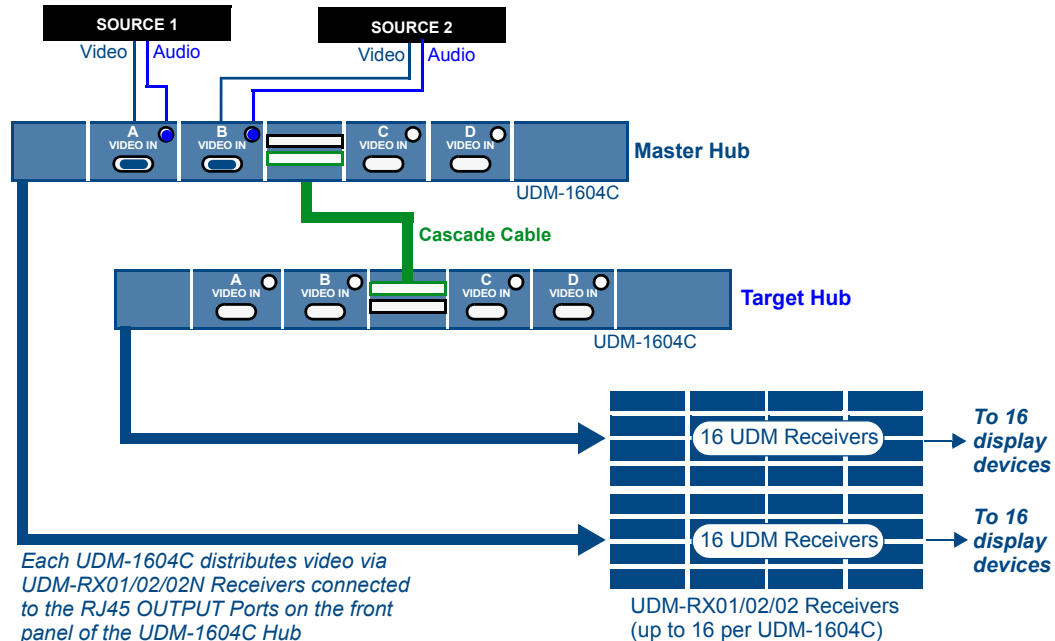 SOURCE 1
SOURCE 2
Video
Audio
Video
Audio
A
VIDEO IN
B
VIDEO IN
C
VIDEO IN
D
VIDEO IN
Master Hub
UDM-1604C
Cascade Cable
A
VIDEO IN
B
VIDEO IN
C
VIDEO IN
D
VIDEO IN
Target Hub
UDM-1604C
16 UDM Receivers
To 16
display
devices
16 UDM Receivers
To 16
display
devices
Each UDM-1604C distributes video via
UDM-RX01/02/02N Receivers connected
to the RJ45 OUTPUT Ports on the front
panel of the UDM-1604C Hub
UDM-RX01/02/02 Receivers
(up to 16 per UDM-1604C)